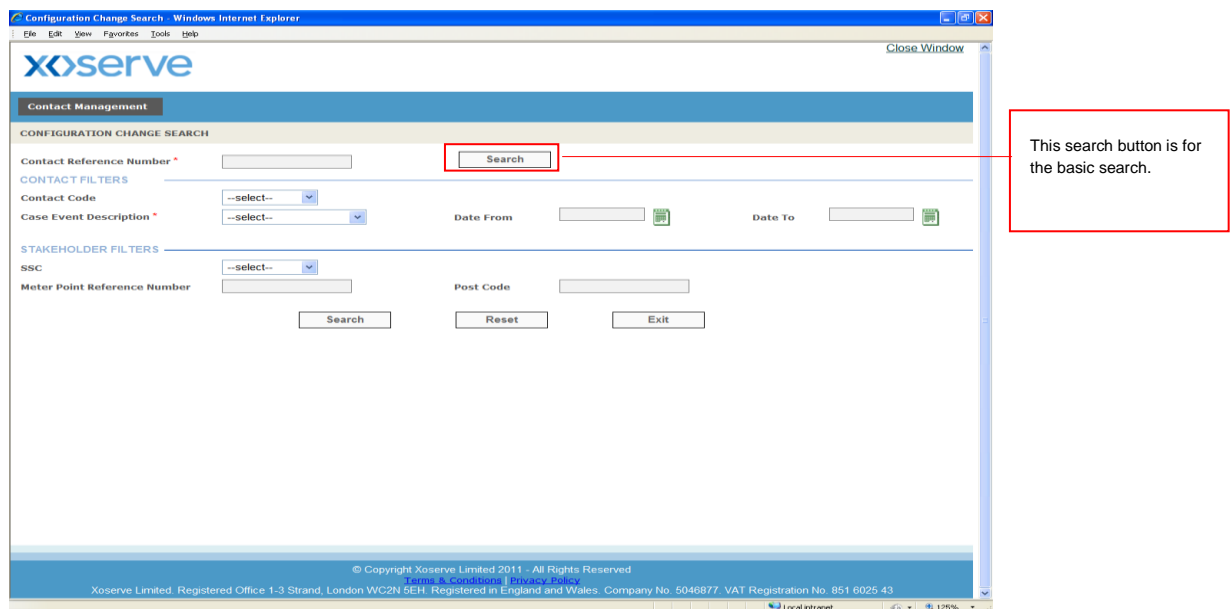 Configuration Change Search - Windows Internet Explorer
File Edit View Favorites Tools Help
Close Window
xoserve
Contact Management
CONFIGURATION CHANGE SEARCH
Contact Reference Number * Search
CONTACT FILTERS
Contact Code --select--
Case Event Description * --select-- Date From Date To
STAKEHOLDER FILTERS
SSC --select--
Meter Point Reference Number Post Code
Search Reset Exit
This search button is for
the basic search.
© Copyright Xoserve Limited 2011 - All Rights Reserved
Terms & Conditions | Privacy Policy
Xoserve Limited. Registered Office 1-3 Strand, London WC2N 5EH. Registered in England and Wales. Company No. 5046877. VAT Registration No. 851 6025 43
Local intranet 125%